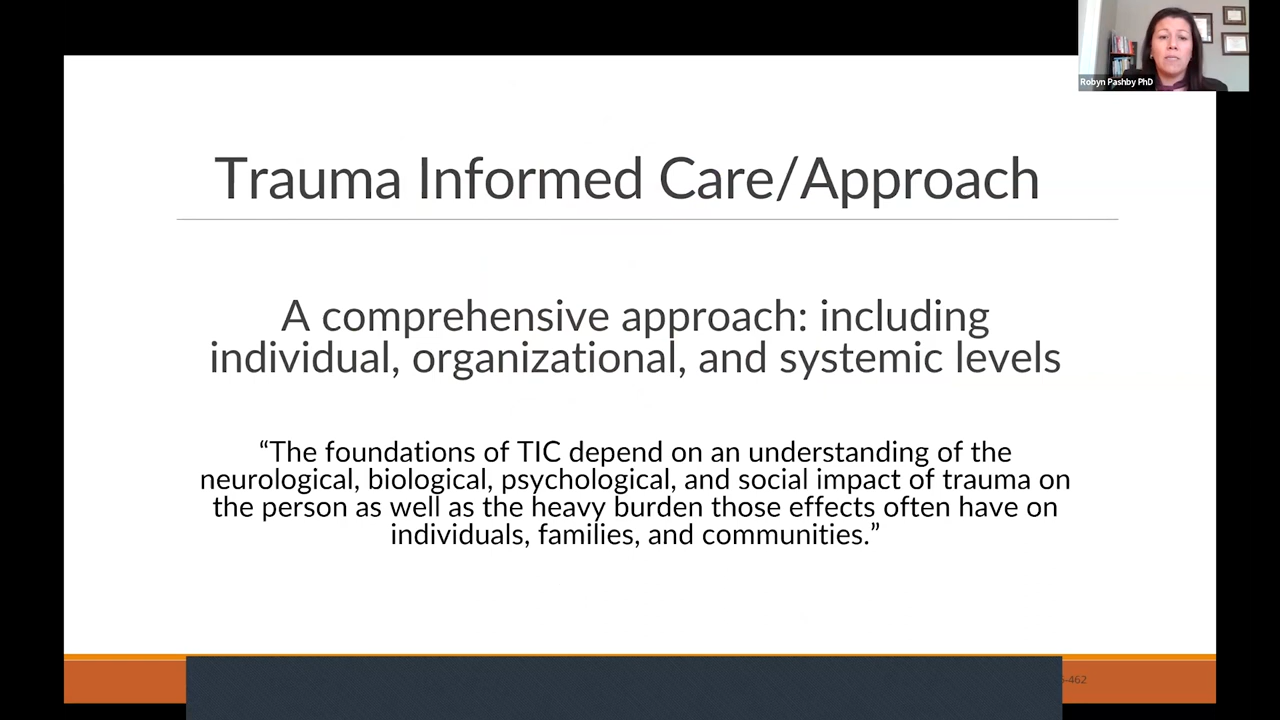 Robyn Pashby PhD
Trauma Informed Care/Approach
A comprehensive approach: including
individual, organizational, and systemic levels
“The foundations of TIC depend on an understanding of the
neurological, biological, psychological, and social impact of trauma on
the person as well as the heavy burden those effects often have on
individuals, families, and communities.”
-462